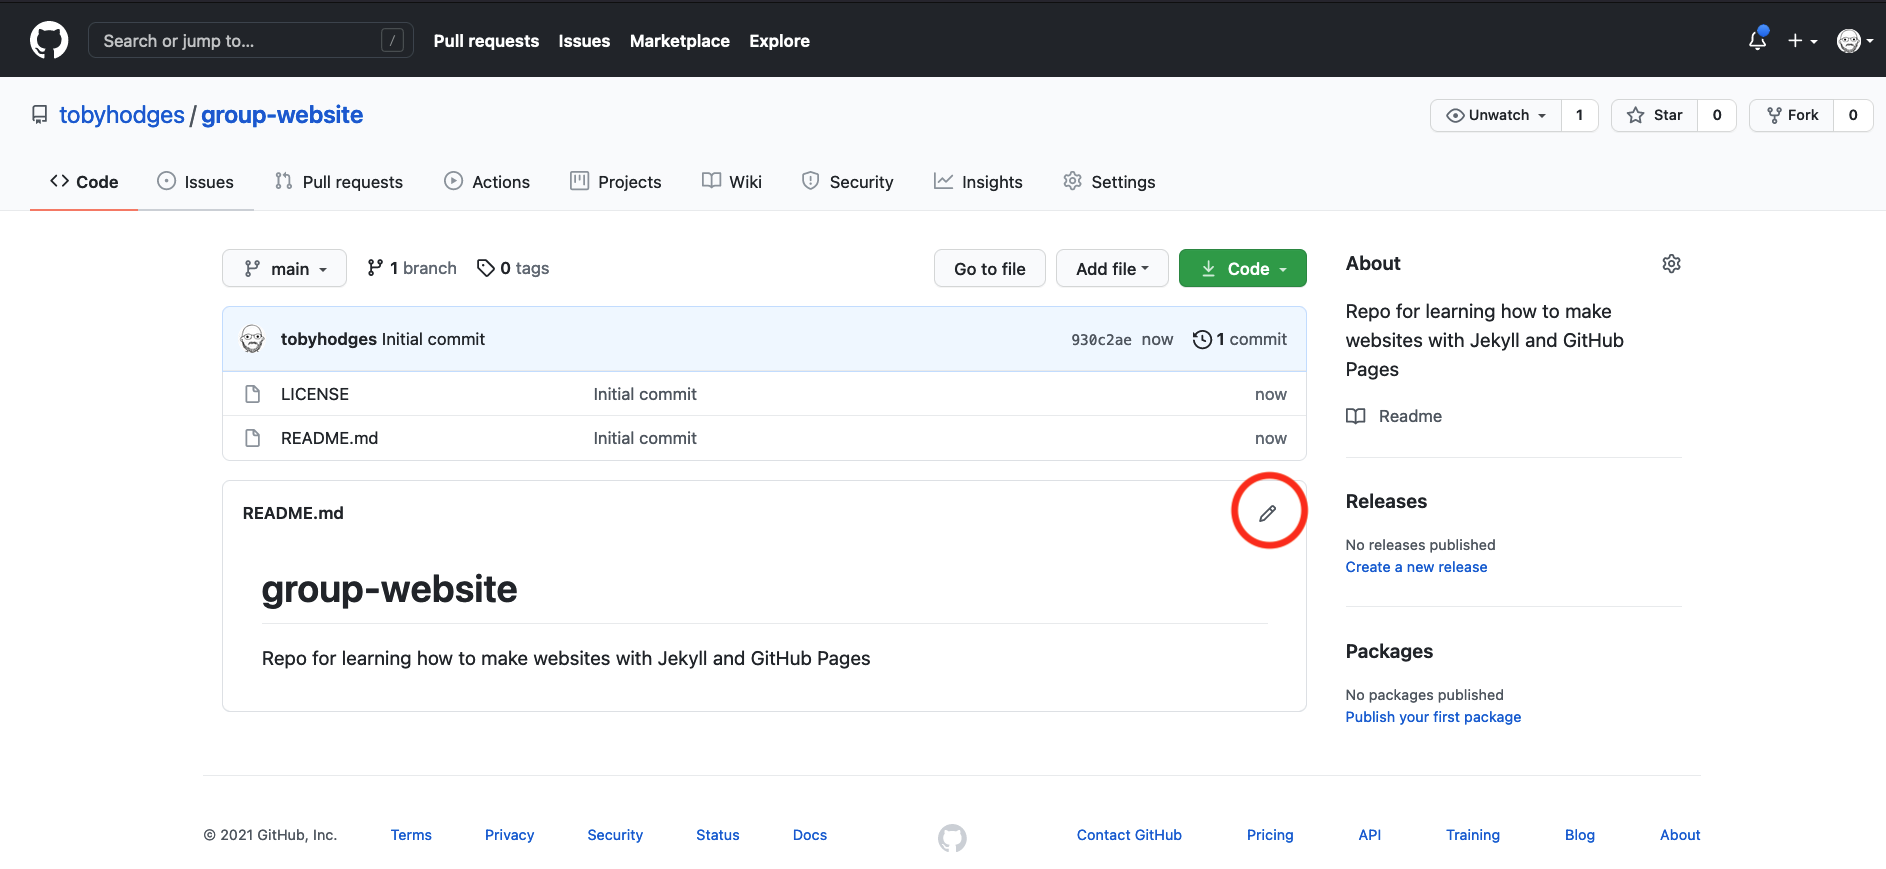 Search or jump to... / Pull requests Issues Marketplace Explore
tobyhodges / group-website Unwatch 1 Star 0 Fork 0
Code Issues Pull requests Actions Projects Wiki Security Insights Settings
main 1 branch 0 tags Go to file Add file Code
tobyhodges Initial commit 930c2ae now 1 commit
LICENSE Initial commit now
README.md Initial commit now
README.md
group-website
Repo for learning how to make websites with Jekyll and GitHub Pages
About
Repo for learning how to make
websites with Jekyll and GitHub
Pages
Readme
Releases
No releases published
Create a new release
Packages
No packages published
Publish your first package
© 2021 GitHub, Inc. Terms Privacy Security Status Docs Contact GitHub Pricing API Training Blog About